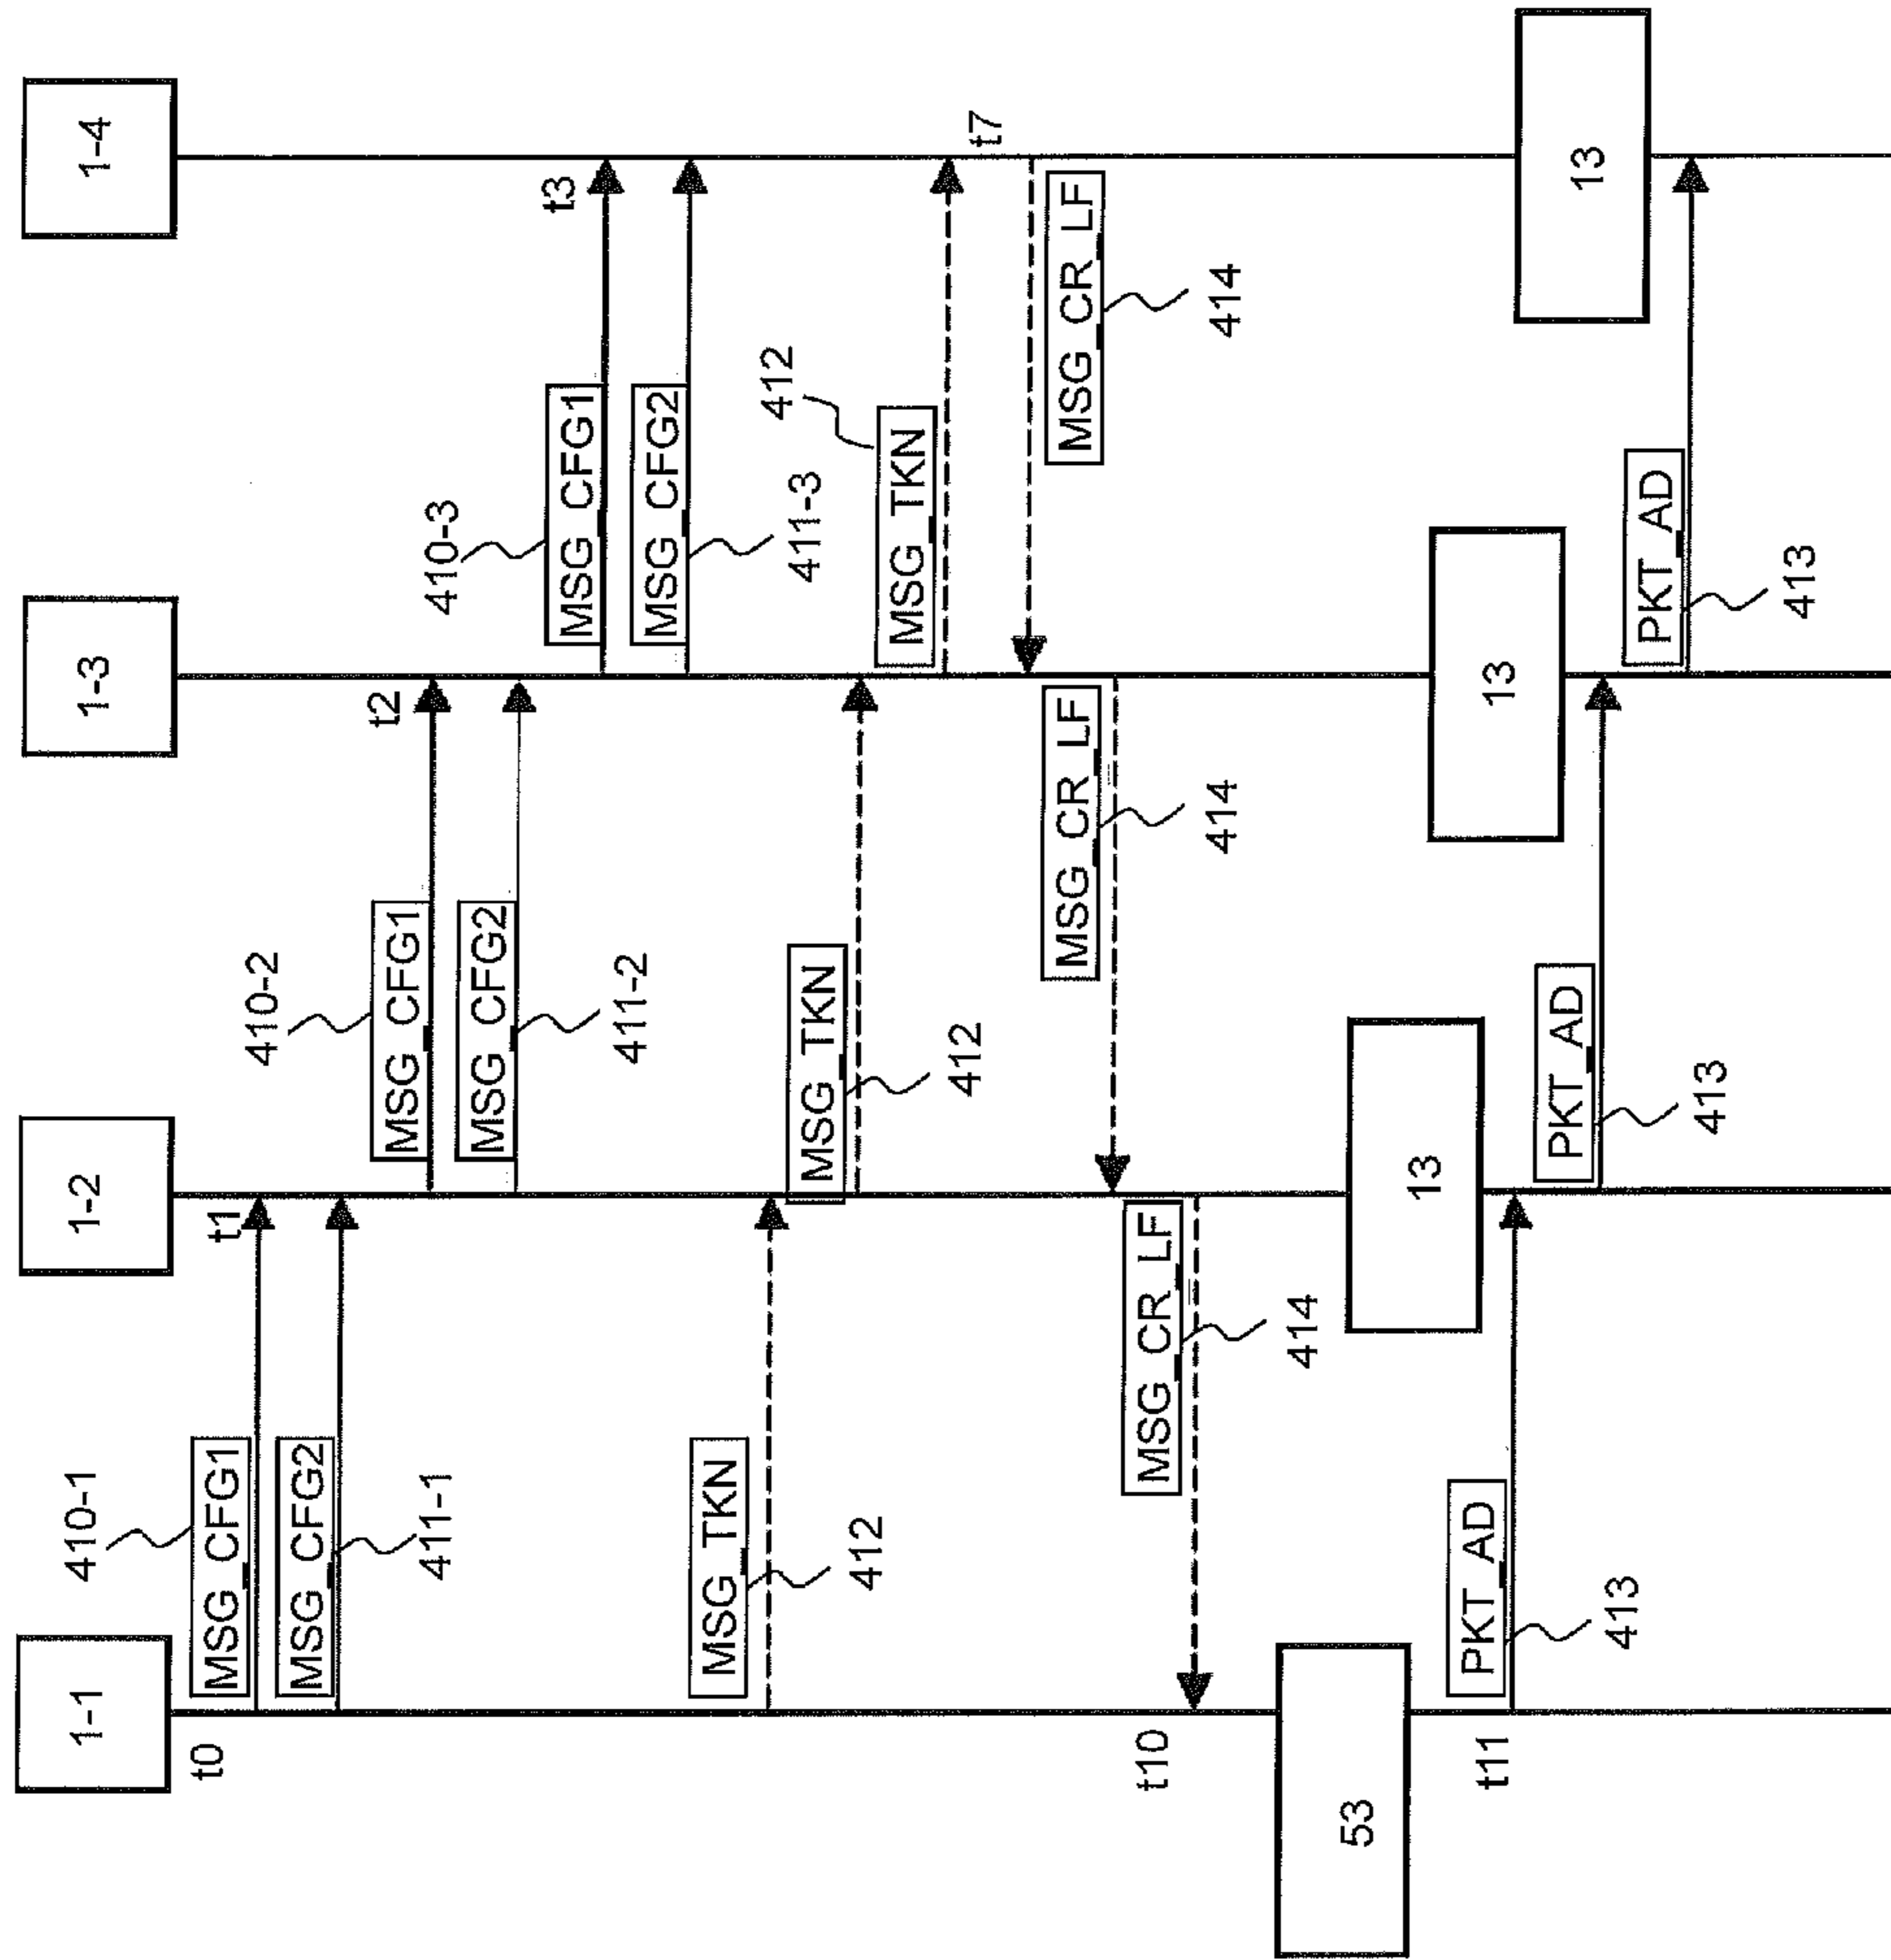 1-1
1-2
1-3
1-4
t0
410-1
MSG_CFG1
t1
MSG_CFG2
411-1
410-2
MSG_CFG1
t2
MSG_CFG2
411-2
410-3
MSG_CFG1
t3
MSG_CFG2
411-3
MSG_TKN
412
MSG_TKN
412
MSG_TKN
412
t7
MSG_CR_LF
414
MSG_CR_LF
414
MSG_CR_LF
414
t10
53
13
13
13
t11
PKT_AD
413
PKT_AD
413
PKT_AD
413